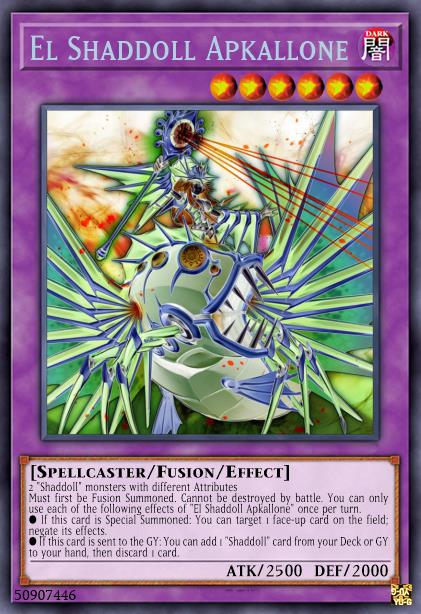 El Shaddoll Apkallone
DARK
闇
[Spellcaster/Fusion/Effect]
2 "Shaddoll" monsters with different Attributes
Must first be Fusion Summoned. Cannot be destroyed by battle. You can only
use each of the following effects of "El Shaddoll Apkallone" once per turn.
● If this card is Special Summoned: You can target 1 face-up card on the field;
negate its effects.
● If this card is sent to the GY: You can add 1 "Shaddoll" card from your Deck or GY
to your hand, then discard 1 card.
ATK/2500 DEF/2000
50907446